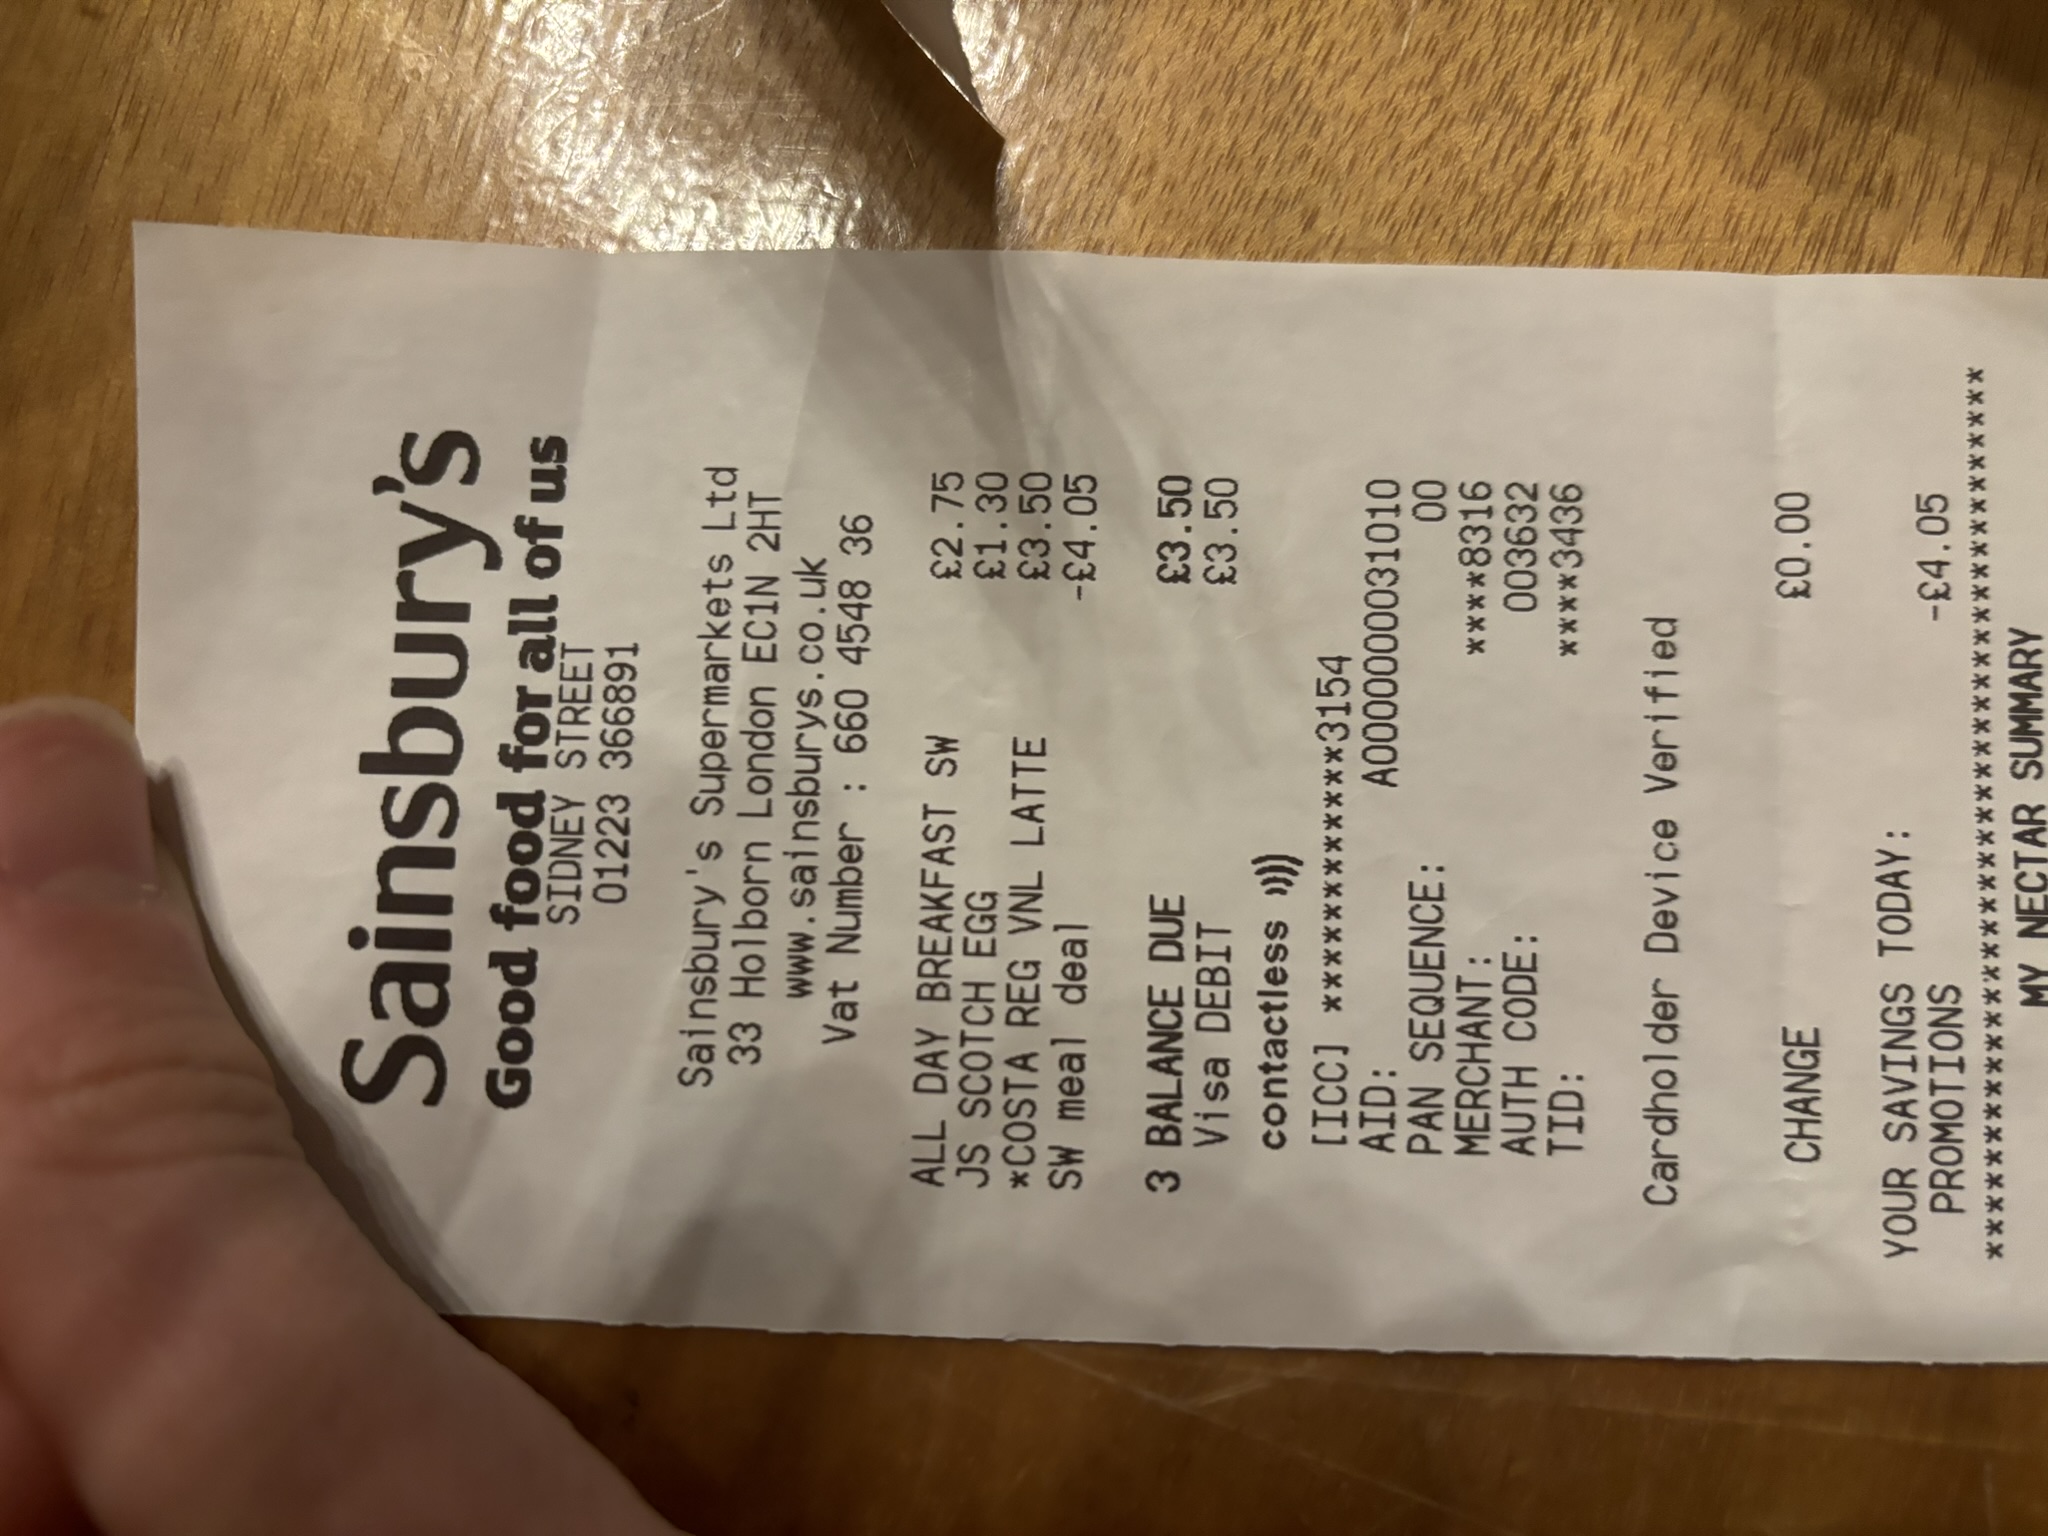 Sainsbury's
Good food for all of us
SIDNEY STREET
01223 366891
Sainsbury's Supermarkets Ltd
33 Holborn London EC1N 2HT
www.sainsburys.co.uk
Vat Number : 660 4548 36
ALL DAY BREAKFAST SW £2.75
JS SCOTCH EGG £1.30
*COSTA REG VNL LATTE £3.50
SW meal deal -£4.05
3 BALANCE DUE £3.50
Visa DEBIT £3.50
contactless
[ICC] ************3154
AID: A0000000031010
PAN SEQUENCE: 00
MERCHANT: ****8316
AUTH CODE: 003632
TID: ****3436
Cardholder Device Verified
CHANGE £0.00
YOUR SAVINGS TODAY:
PROMOTIONS -£4.05
****************************************
MY NECTAR SUMMARY